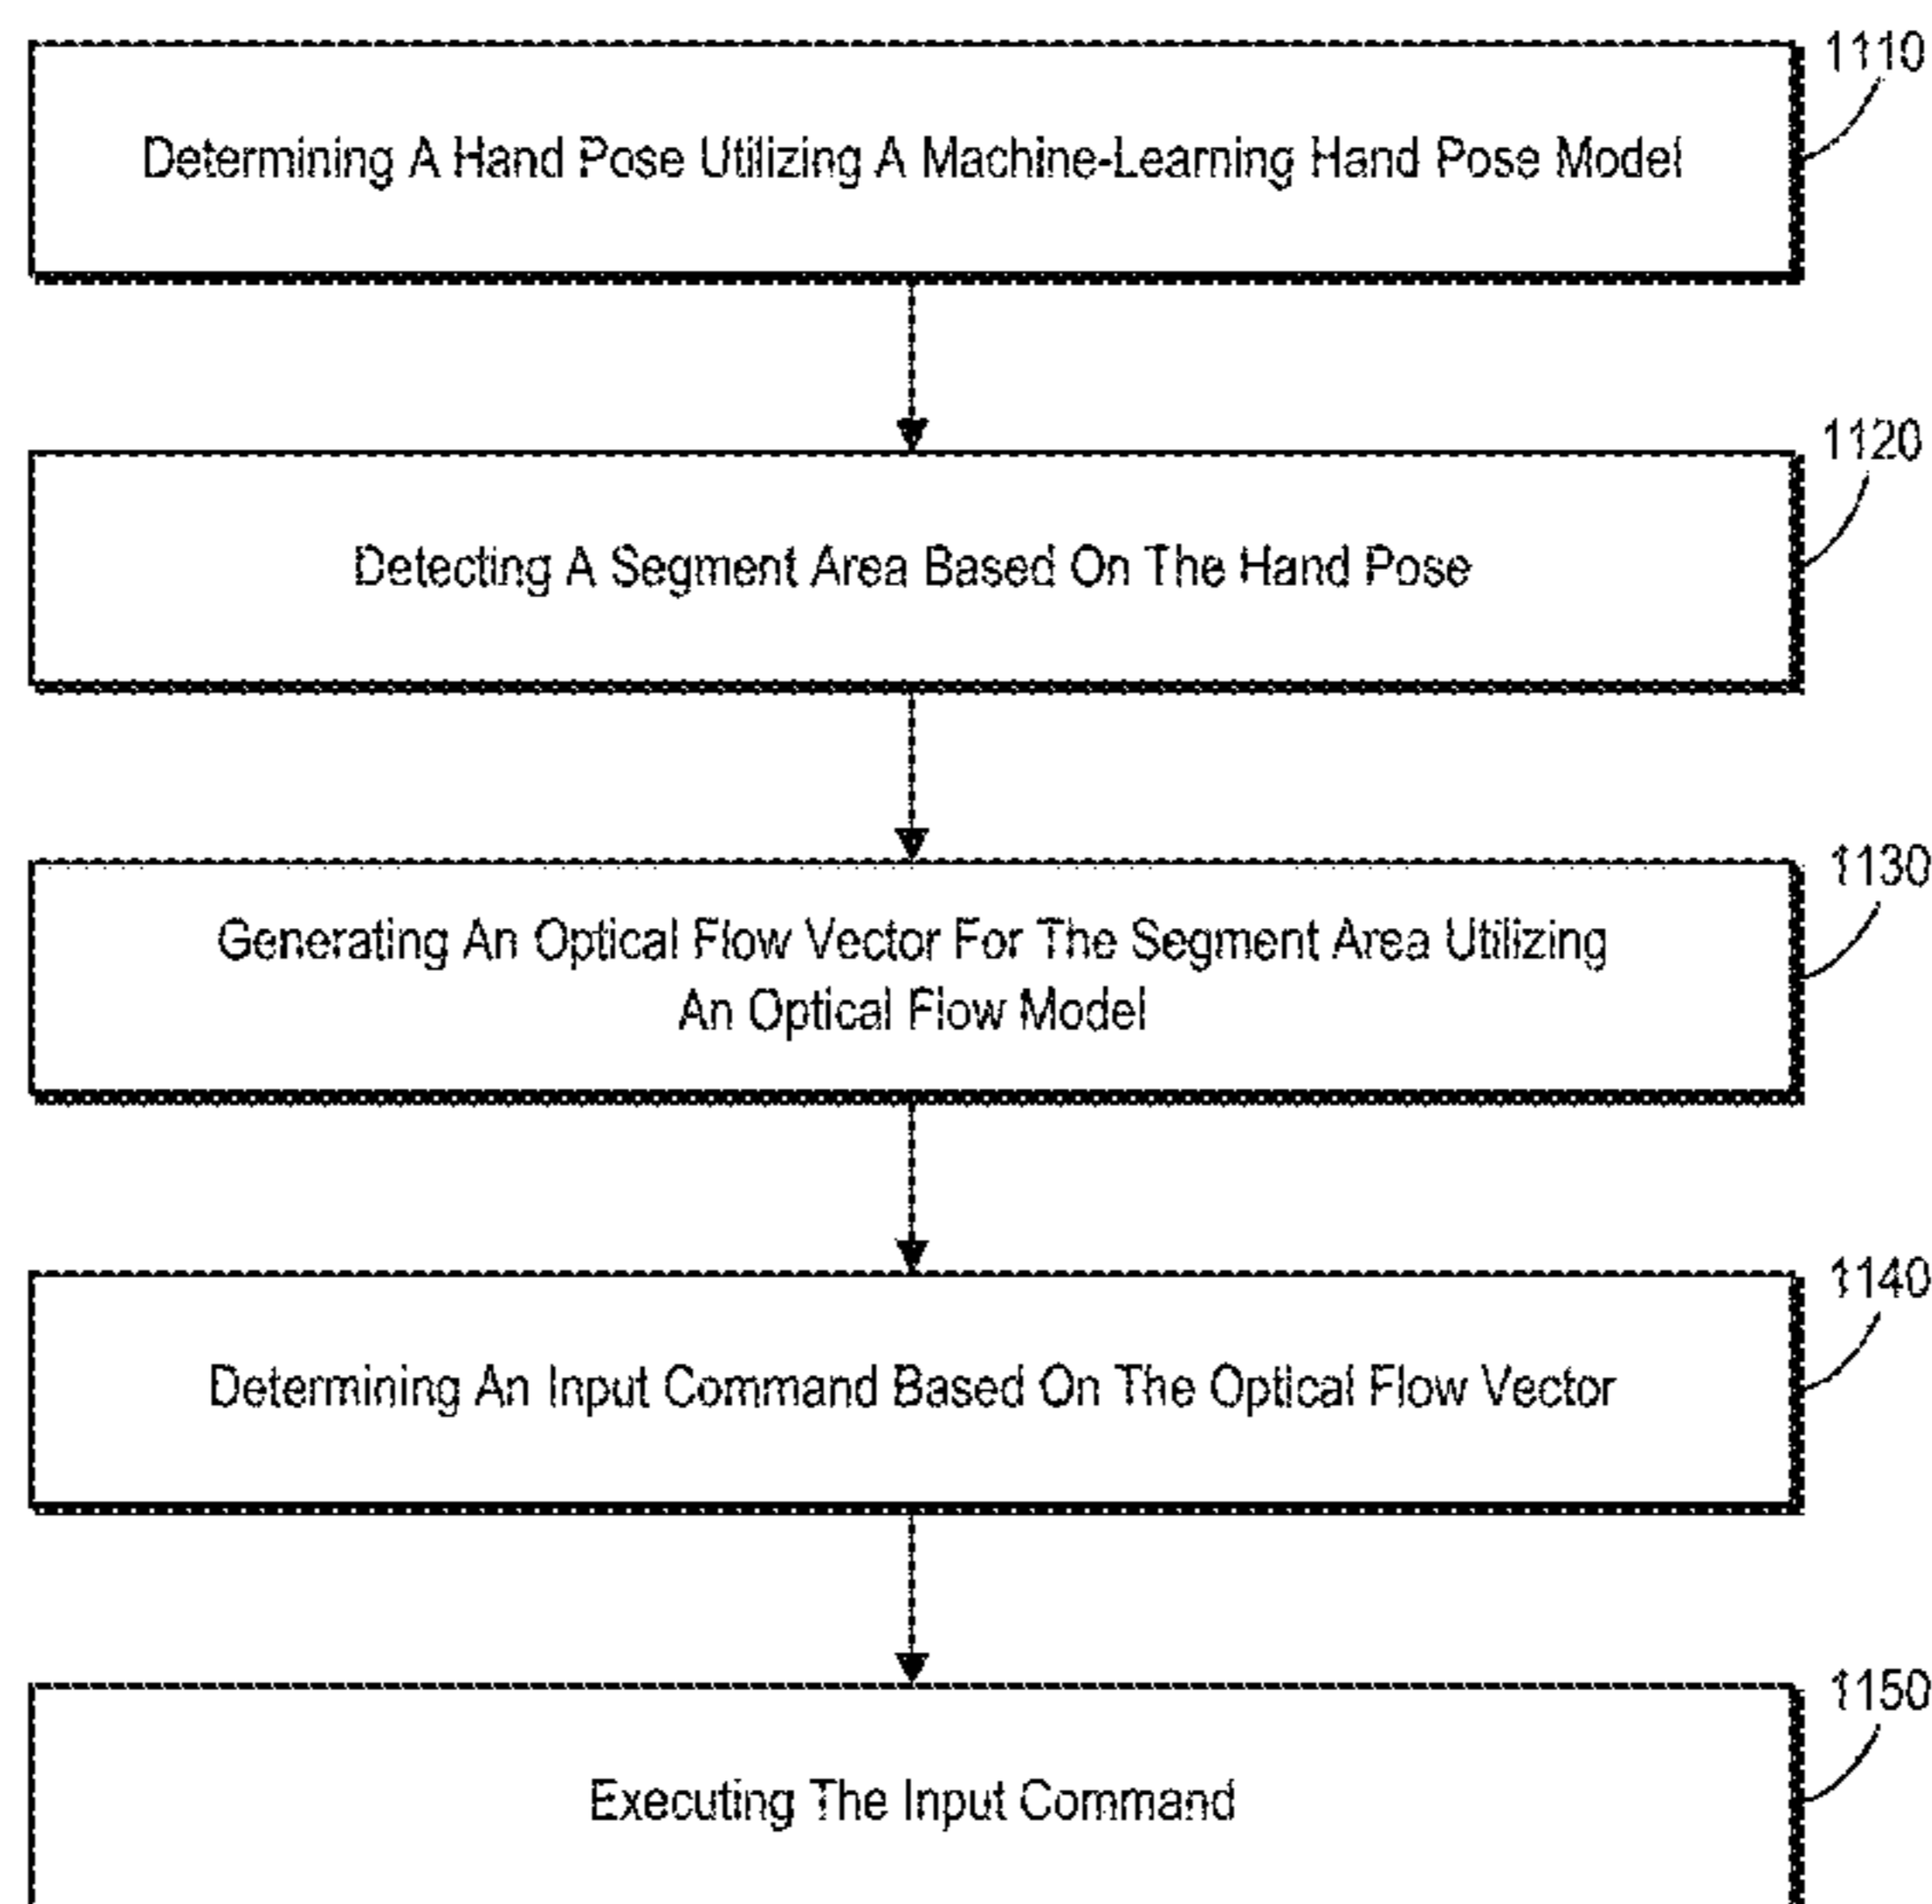 1110
Determining A Hand Pose Utilizing A Machine-Learning Hand Pose Model
1120
Detecting A Segment Area Based On The Hand Pose
1130
Generating An Optical Flow Vector For The Segment Area Utilizing
An Optical Flow Model
1140
Determining An Input Command Based On The Optical Flow Vector
1150
Executing The Input Command